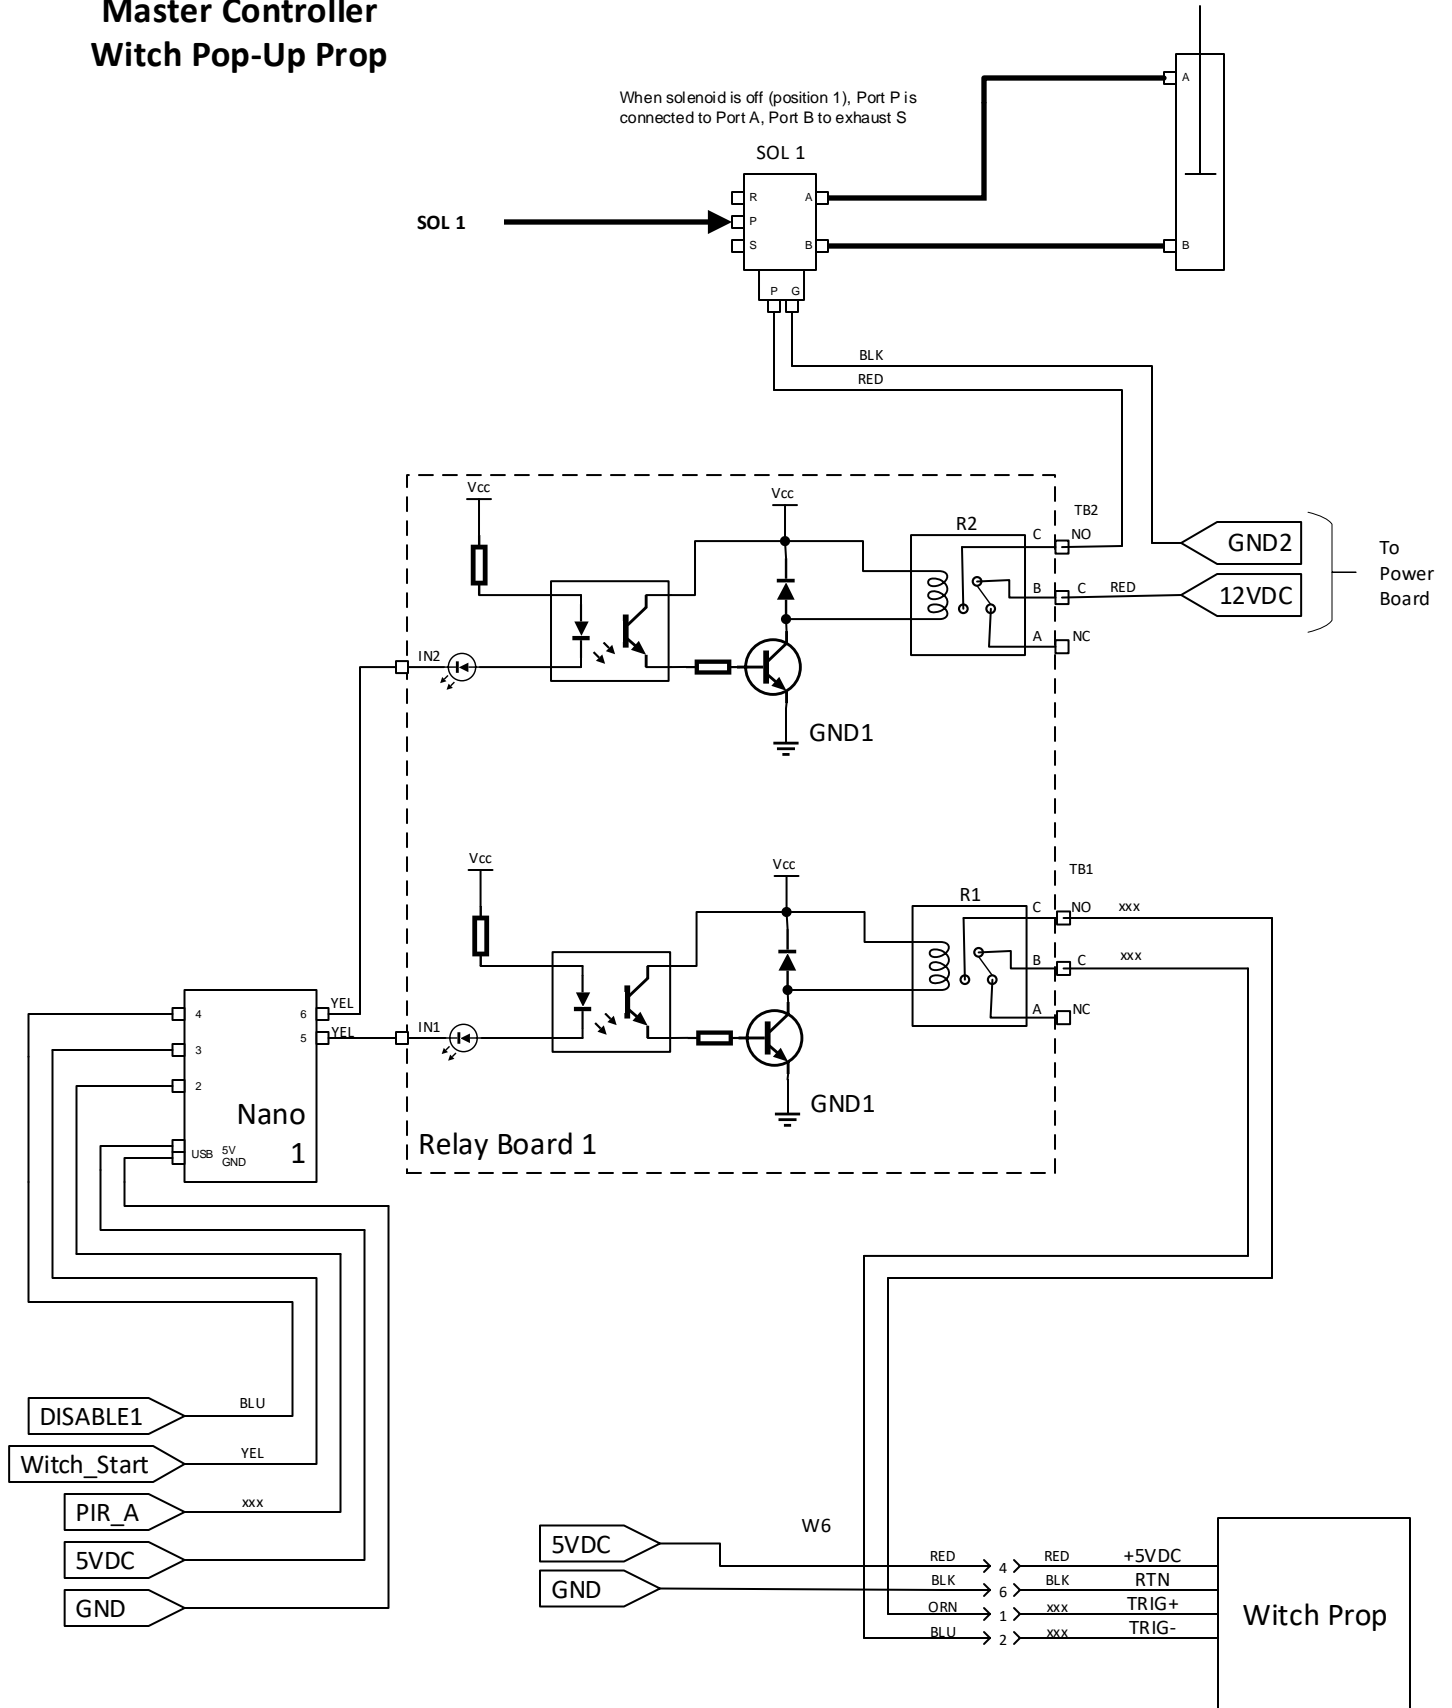 Master Controller
Witch Pop-Up Prop
When solenoid is off (position 1), Port P is
connected to Port A, Port B to exhaust S
SOL 1
A
R
A
SOL 1
P
S
B
B
P G
BLK
RED
Vcc
Vcc
TB2
R2
C NO
GND2
To
Power
Board
B C RED
12VDC
A NC
IN2
GND1
Vcc
Vcc
TB1
R1
C NO xxx
B C xxx
A NC
4
6 YEL
5 YEL
IN1
3
2
Nano
1
USB 5V
GND
GND1
Relay Board 1
DISABLE1 BLU
Witch_Start YEL
PIR_A xxx
5VDC
GND
W6
5VDC
GND
RED 4 RED +5VDC
BLK 6 BLK RTN
ORN 1 xxx TRIG+
BLU 2 xxx TRIG-
Witch Prop